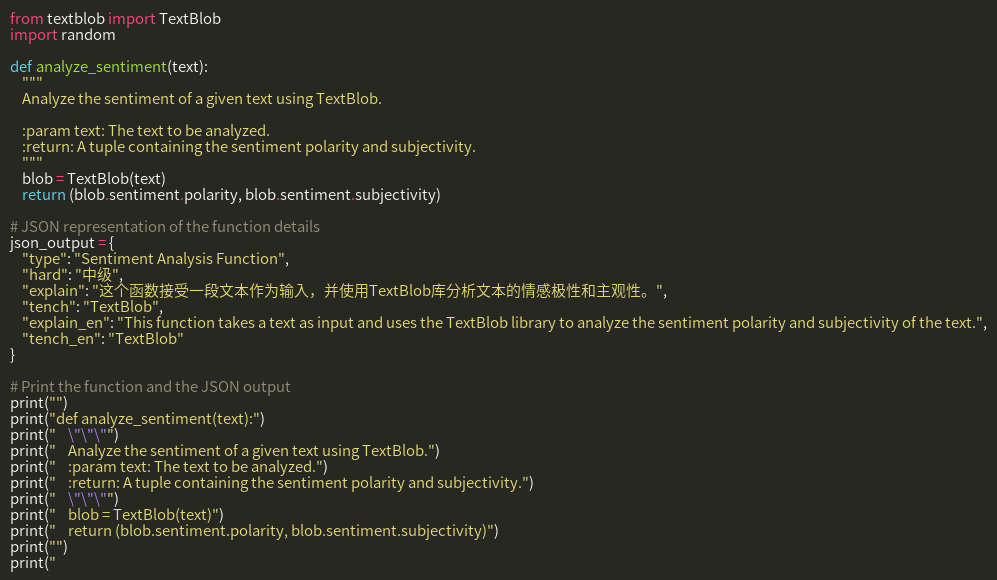 from textblob import TextBlob
import random

def analyze_sentiment(text):
    """
    Analyze the sentiment of a given text using TextBlob.

    :param text: The text to be analyzed.
    :return: A tuple containing the sentiment polarity and subjectivity.
    """
    blob = TextBlob(text)
    return (blob.sentiment.polarity, blob.sentiment.subjectivity)

# JSON representation of the function details
json_output = {
    "type": "Sentiment Analysis Function",
    "hard": "中级",
    "explain": "这个函数接受一段文本作为输入，并使用TextBlob库分析文本的情感极性和主观性。",
    "tench": "TextBlob",
    "explain_en": "This function takes a text as input and uses the TextBlob library to analyze the sentiment polarity and subjectivity of the text.",
    "tench_en": "TextBlob"
}

# Print the function and the JSON output
print("")
print("def analyze_sentiment(text):")
print("    \"\"\"")
print("    Analyze the sentiment of a given text using TextBlob.")
print("    :param text: The text to be analyzed.")
print("    :return: A tuple containing the sentiment polarity and subjectivity.")
print("    \"\"\"")
print("    blob = TextBlob(text)")
print("    return (blob.sentiment.polarity, blob.sentiment.subjectivity)")
print("")
print("